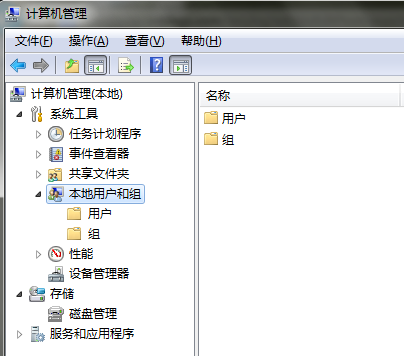 计算机管理
文件(F) 操作(A) 查看(V) 帮助(H)
计算机管理(本地)
系统工具
任务计划程序
事件查看器
共享文件夹
本地用户和组
用户
组
性能
设备管理器
存储
磁盘管理
服务和应用程序
名称
用户
组